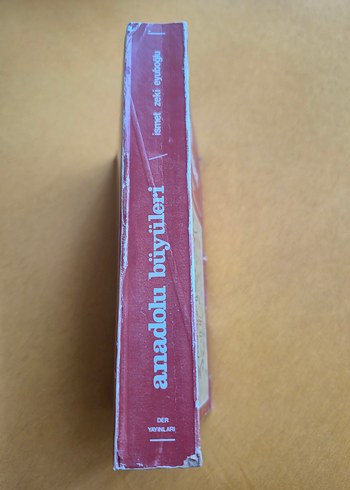 ismet zeki eyuboğlu
anadolu büyüleri
DER
YAYINLARI